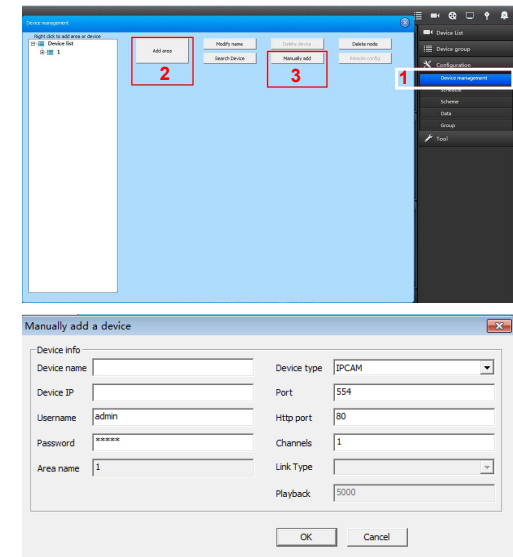 Device management
Device List
Right click to add area or device
Device list
1
Add area
Modify name
Delete device
Delete node
Search Device
Manually add
Remote config
2
3
1
Device group
Configuration
Device management
Schedule
Scheme
Data
Group
Tool
Manually add a device
Device info
Device name
Device type IPCAM
Device IP
Port 554
Username admin
Http port 80
Password *****
Channels 1
Area name 1
Link Type
Playback 5000
OK Cancel